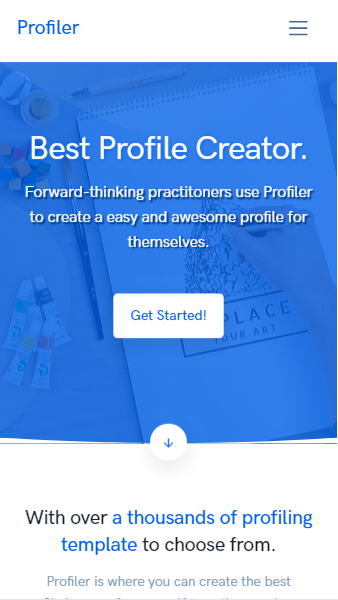 Profiler
Best Profile Creator.
Forward-thinking practitoners use Profiler
to create a easy and awesome profile for
themselves.
PLACE
YOUR ART
Get Started!
With over a thousands of profiling
template to choose from.
Profiler is where you can create the best